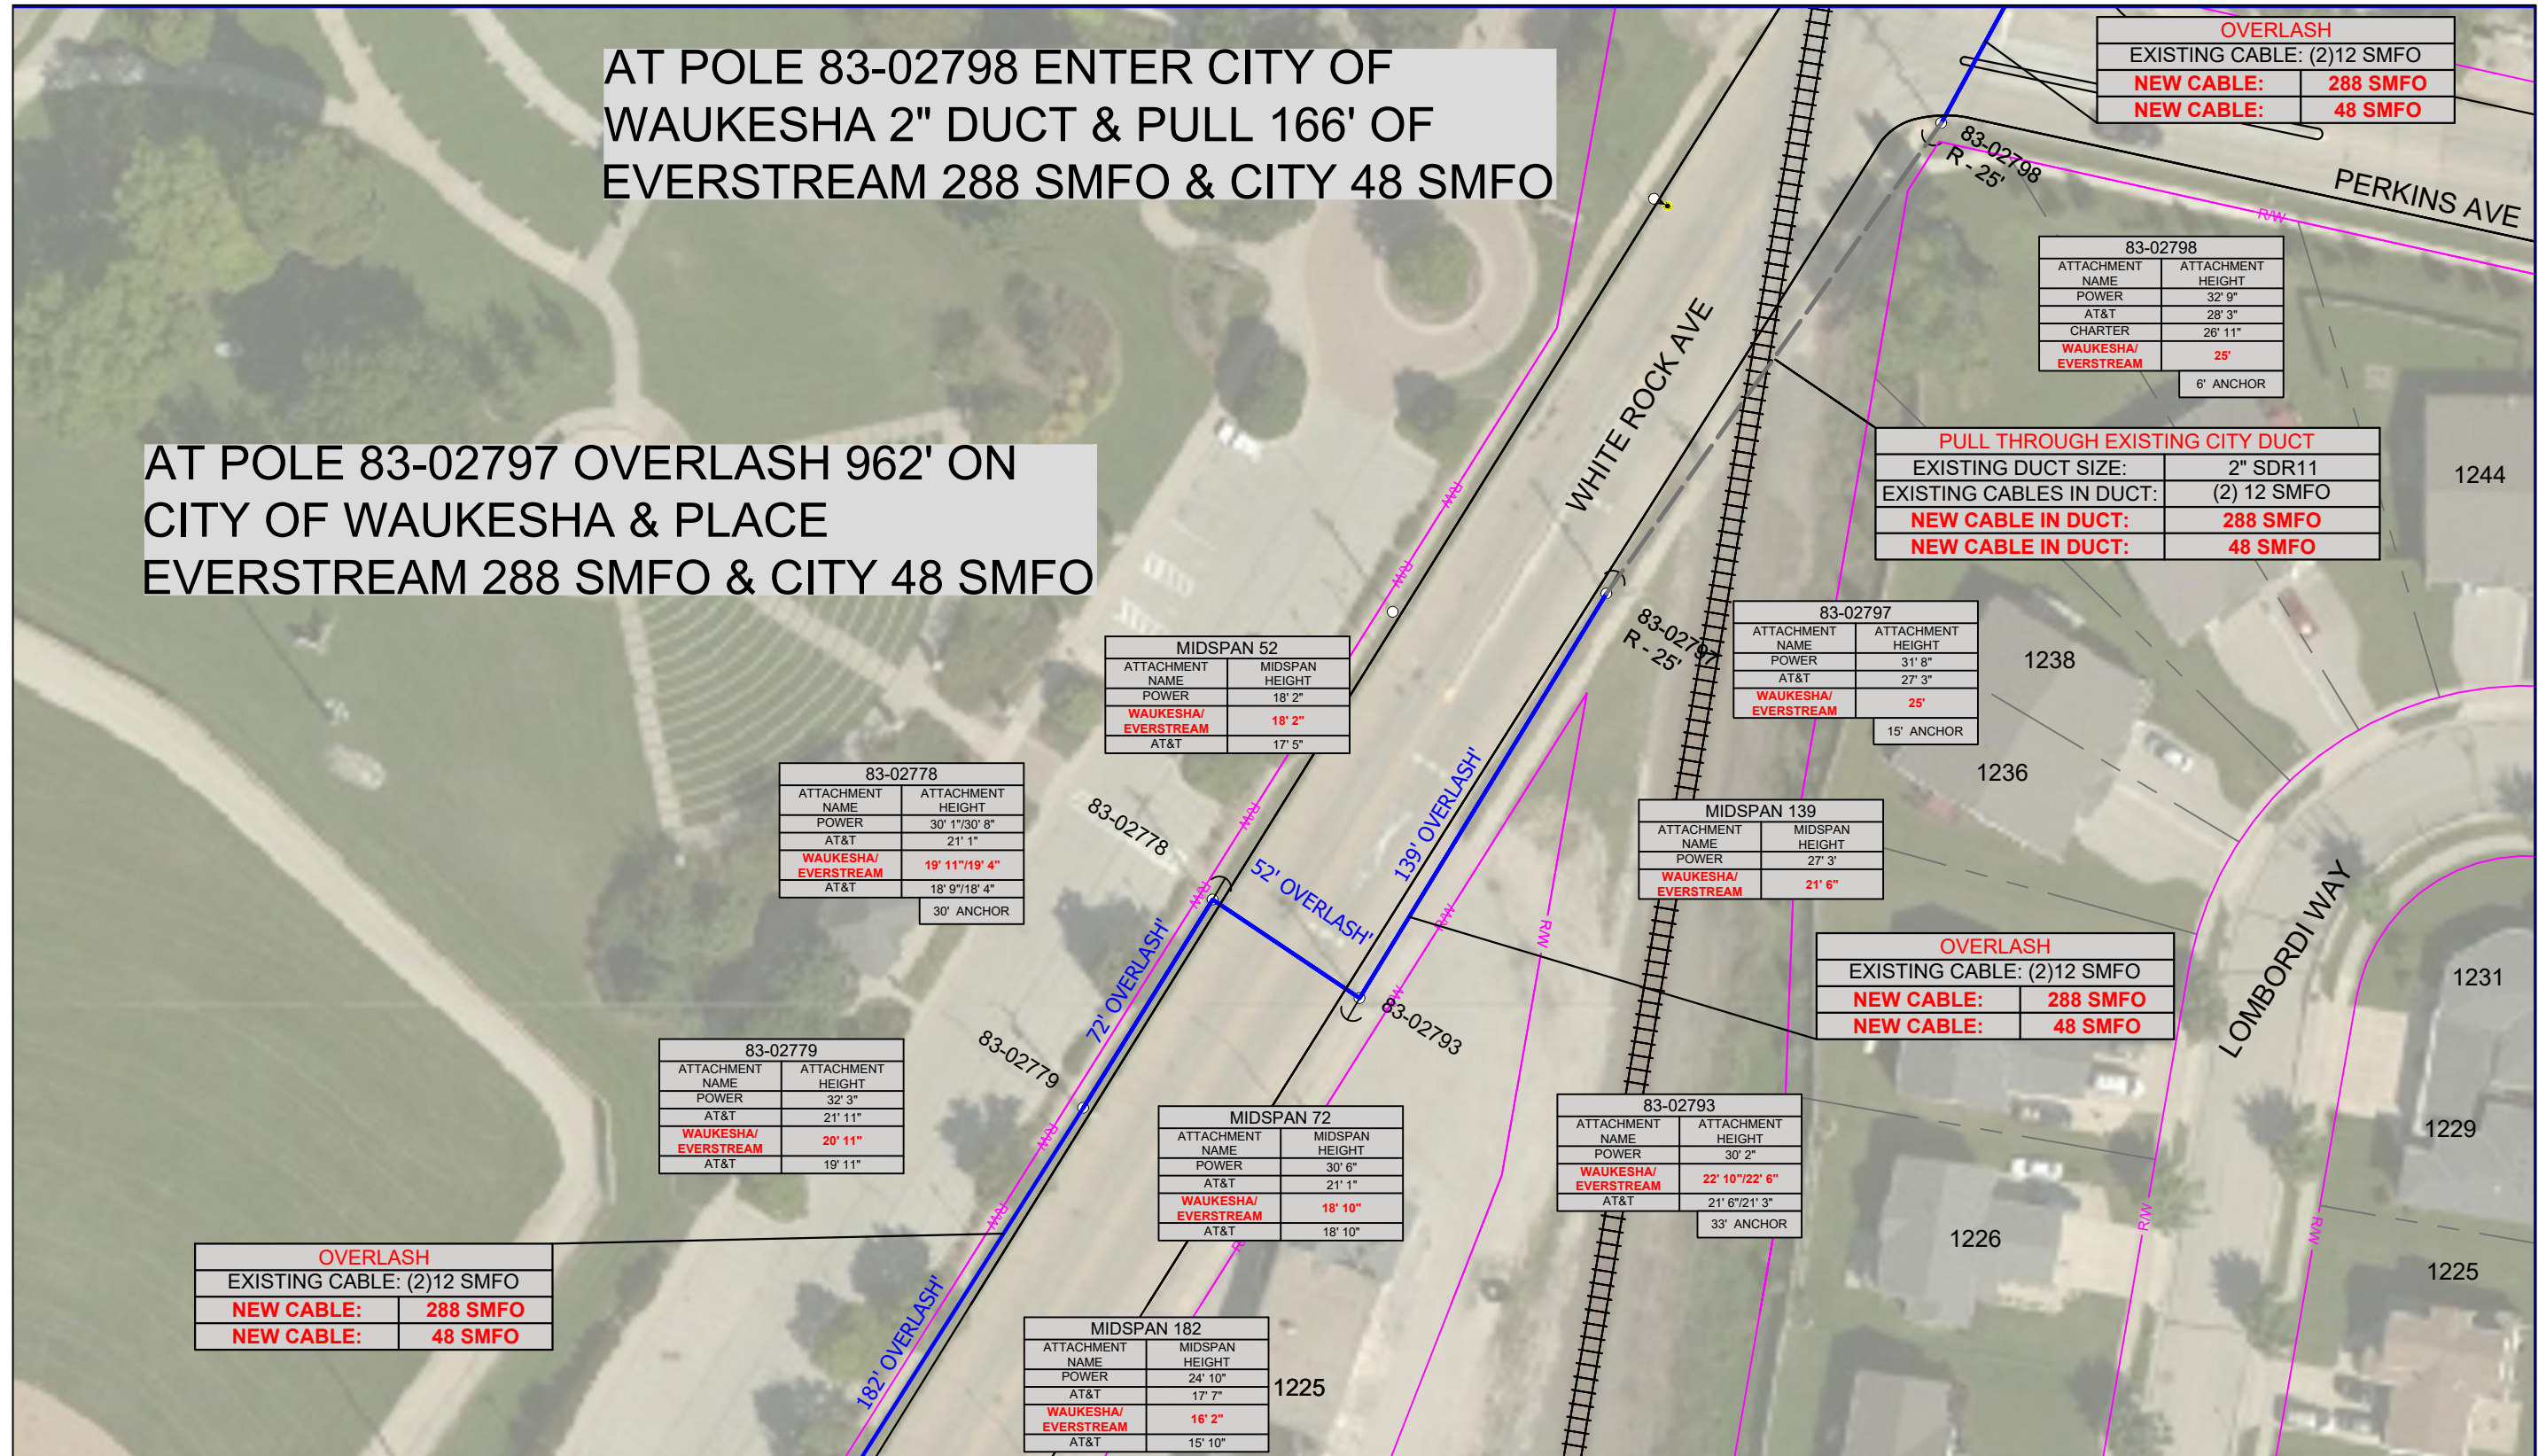 AT POLE 83-02798 ENTER CITY OF
WAUKESHA 2" DUCT & PULL 166' OF
EVERSTREAM 288 SMFO & CITY 48 SMFO
OVERLASH
EXISTING CABLE: (2)12 SMFO
NEW CABLE: 288 SMFO
NEW CABLE: 48 SMFO
83-02798
R - 25'
PERKINS AVE
R/W
83-02798
ATTACHMENT NAME ATTACHMENT HEIGHT
POWER 32' 9"
AT&T 28' 3"
CHARTER 26' 11"
WAUKESHA/ EVERSTREAM 25'
6' ANCHOR
WHITE ROCK AVE
PULL THROUGH EXISTING CITY DUCT
EXISTING DUCT SIZE: 2" SDR11
EXISTING CABLES IN DUCT: (2) 12 SMFO
NEW CABLE IN DUCT: 288 SMFO
NEW CABLE IN DUCT: 48 SMFO
1244
AT POLE 83-02797 OVERLASH 962' ON
CITY OF WAUKESHA & PLACE
EVERSTREAM 288 SMFO & CITY 48 SMFO
R/W
R/W
83-02797
R - 25'
83-02797
ATTACHMENT NAME ATTACHMENT HEIGHT
POWER 31' 8"
AT&T 27' 3"
WAUKESHA/ EVERSTREAM 25'
15' ANCHOR
1238
1236
MIDSPAN 52
ATTACHMENT NAME MIDSPAN HEIGHT
POWER 18' 2"
WAUKESHA/ EVERSTREAM 18' 2"
AT&T 17' 5"
83-02778
ATTACHMENT NAME ATTACHMENT HEIGHT
POWER 30' 1"/30' 8"
AT&T 21' 1"
WAUKESHA/ EVERSTREAM 19' 11"/19' 4"
AT&T 18' 9"/18' 4"
30' ANCHOR
83-02778
R/W
R/W
52' OVERLASH'
139' OVERLASH'
MIDSPAN 139
ATTACHMENT NAME MIDSPAN HEIGHT
POWER 27' 3'
WAUKESHA/ EVERSTREAM 21' 6"
R/W
R/W
OVERLASH
EXISTING CABLE: (2)12 SMFO
NEW CABLE: 288 SMFO
NEW CABLE: 48 SMFO
LOMBORDI WAY
1231
72' OVERLASH'
83-02793
83-02779
83-02779
ATTACHMENT NAME ATTACHMENT HEIGHT
POWER 32' 3"
AT&T 21' 11"
WAUKESHA/ EVERSTREAM 20' 11"
AT&T 19' 11"
R/W
MIDSPAN 72
ATTACHMENT NAME MIDSPAN HEIGHT
POWER 30' 6"
AT&T 21' 1"
WAUKESHA/ EVERSTREAM 18' 10"
AT&T 18' 10"
83-02793
ATTACHMENT NAME ATTACHMENT HEIGHT
POWER 30' 2"
WAUKESHA/ EVERSTREAM 22' 10"/22' 6"
AT&T 21' 6"/21' 3"
33' ANCHOR
1229
R/W
R/W
R/W
1226
1225
OVERLASH
EXISTING CABLE: (2)12 SMFO
NEW CABLE: 288 SMFO
NEW CABLE: 48 SMFO
182' OVERLASH'
MIDSPAN 182
ATTACHMENT NAME MIDSPAN HEIGHT
POWER 24' 10"
AT&T 17' 7"
WAUKESHA/ EVERSTREAM 16' 2"
AT&T 15' 10"
1225